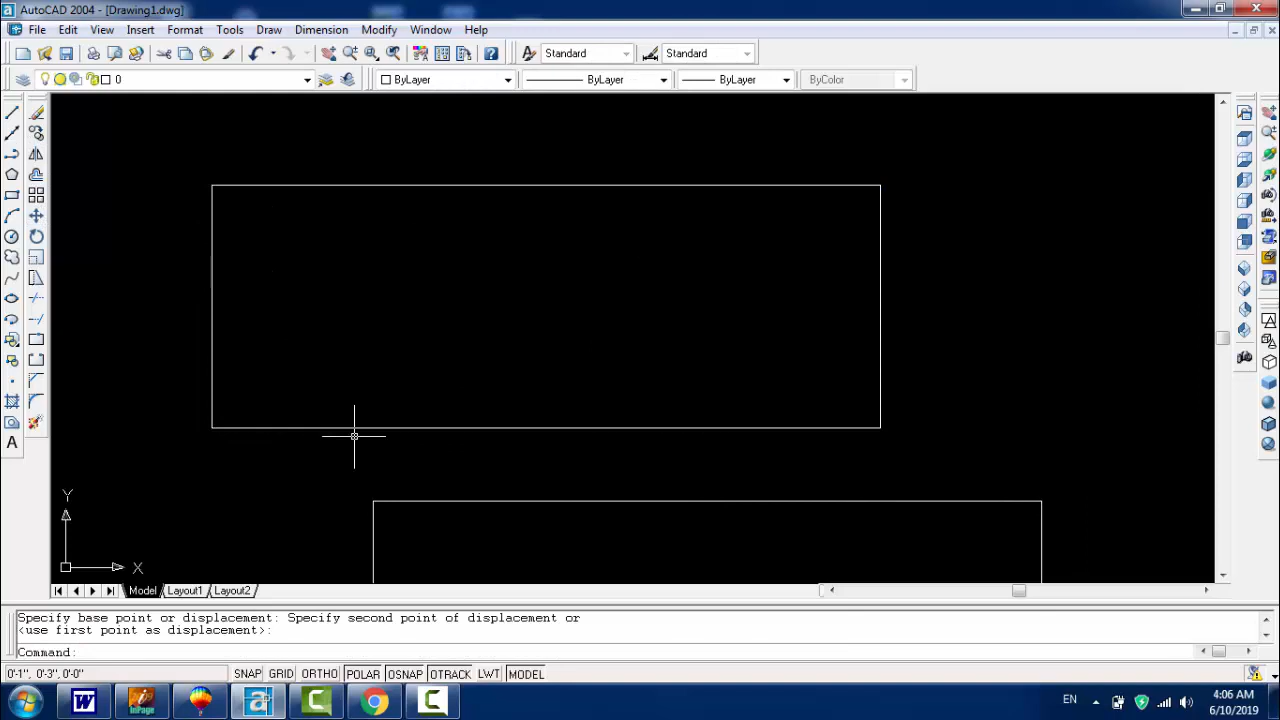 AutoCAD 2004 - [Drawing1.dwg]
File Edit View Insert Format Tools Draw Dimension Modify Window Help
Standard Standard
0 ByLayer ByLayer ByLayer ByColor
A
Y
X
Model Layout1 Layout2
Specify base point or displacement: Specify second point of displacement or
<use first point as displacement>:
Command:
0'-1", 0'-3", 0'-0" SNAP GRID ORTHO POLAR OSNAP OTRACK LWT MODEL
W InPage a C C EN 4:06 AM
6/10/2019